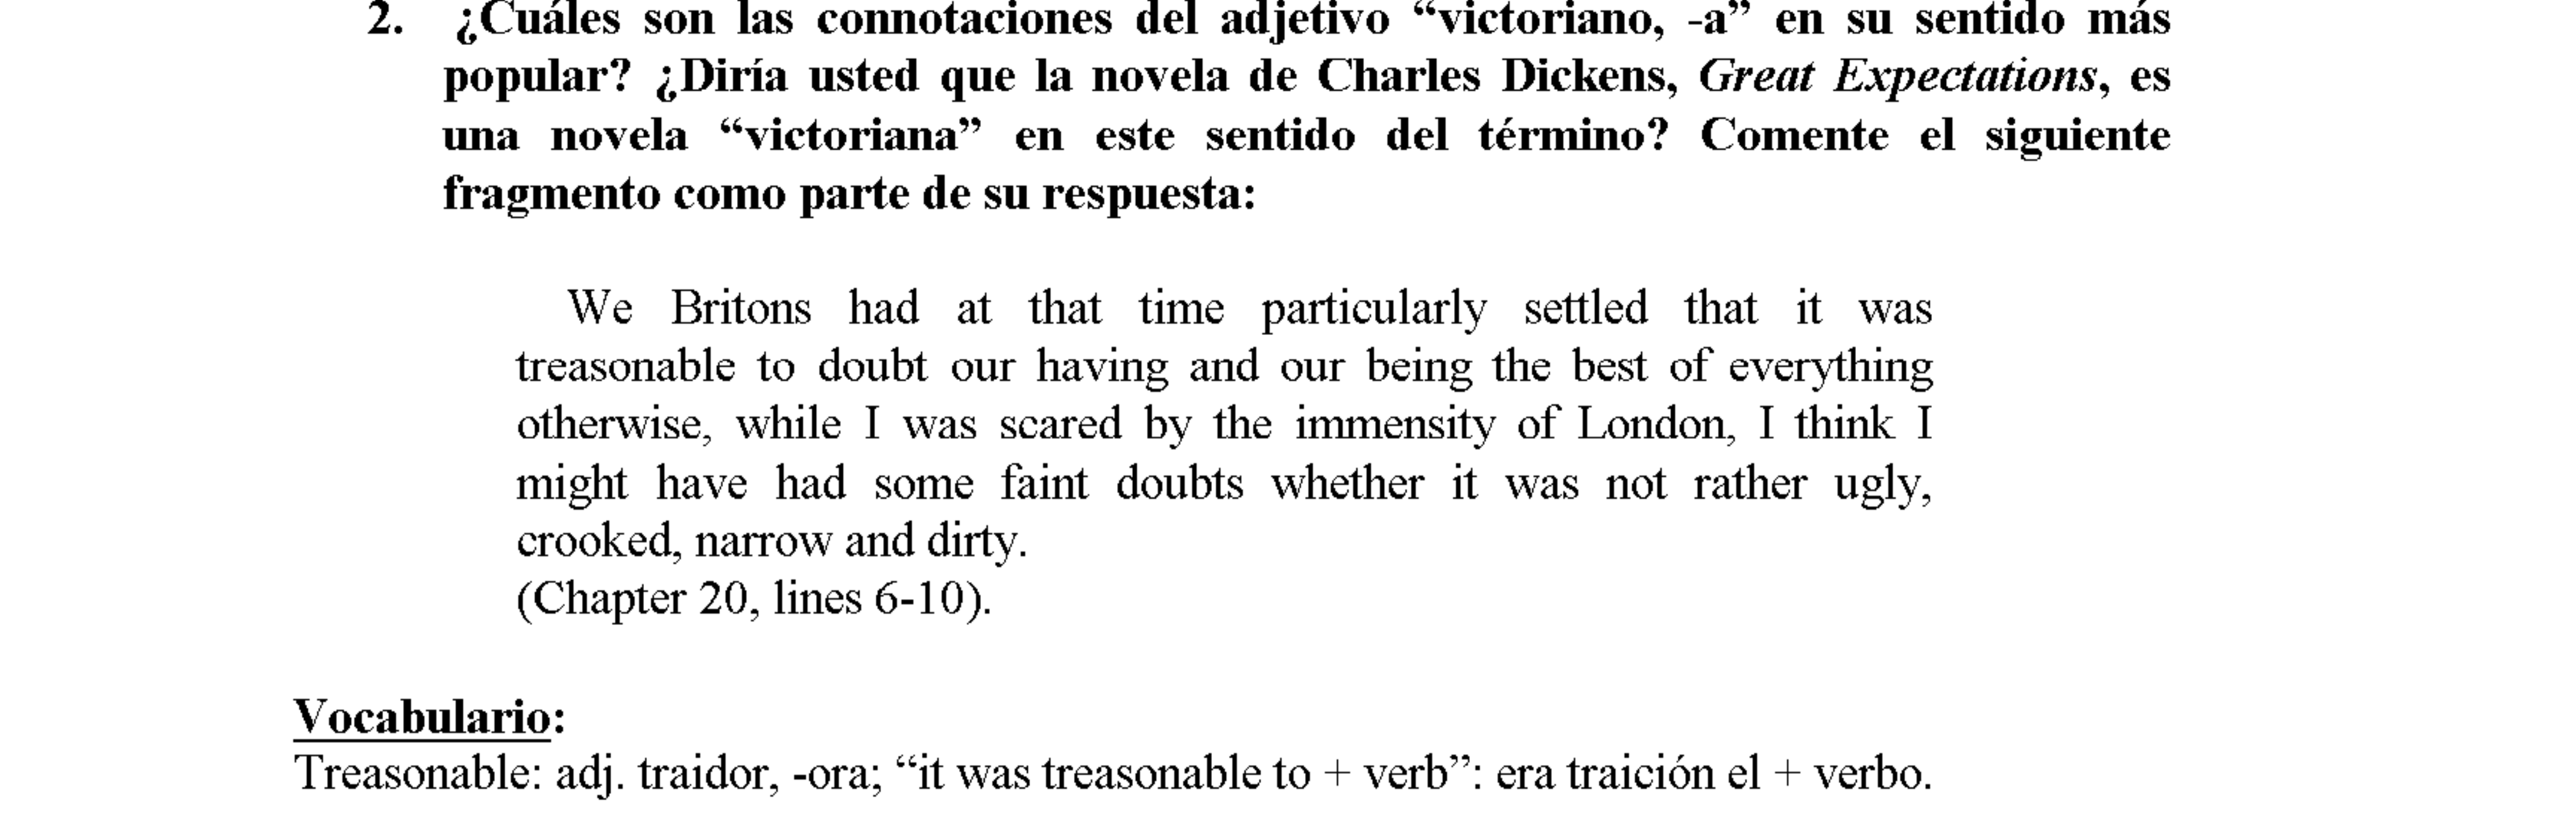 2. ¿Cuáles son las connotaciones del adjetivo “victoriano, -a” en su sentido más
popular? ¿Diría usted que la novela de Charles Dickens, Great Expectations, es
una novela “victoriana” en este sentido del término? Comente el siguiente
fragmento como parte de su respuesta:
We Britons had at that time particularly settled that it was
treasonable to doubt our having and our being the best of everything
otherwise, while I was scared by the immensity of London, I think I
might have had some faint doubts whether it was not rather ugly,
crooked, narrow and dirty.
(Chapter 20, lines 6-10).
Vocabulario:
Treasonable: adj. traidor, -ora; “it was treasonable to + verb”: era traición el + verbo.